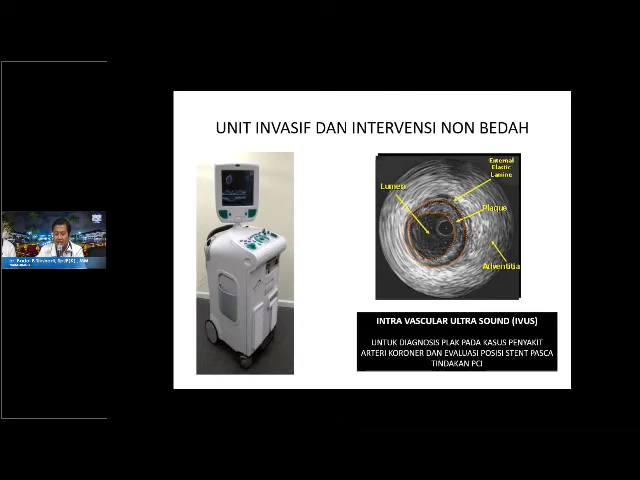 UNIT INVASIF DAN INTERVENSI NON BEDAH
External
Elastic
Lamine
Lumen
Plaque
Adventitia
INTRA VASCULAR ULTRA SOUND (IVUS)
UNTUK DIAGNOSIS PLAK PADA KASUS PENYAKIT
ARTERI KORONER DAN EVALUASI POSISI STENT PASCA
TINDAKAN PCI